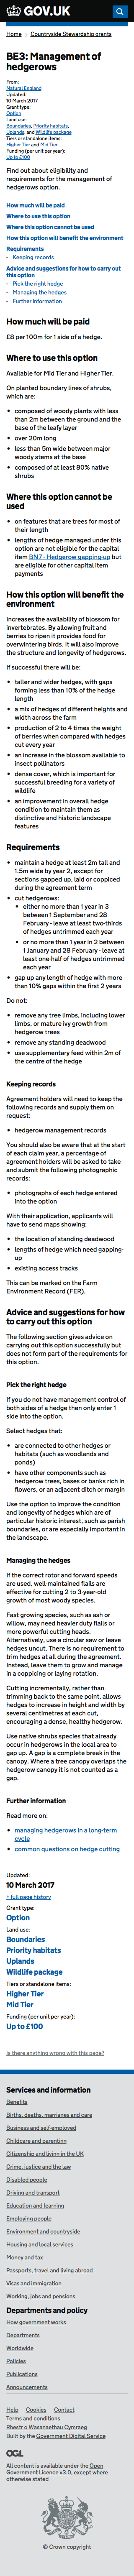 GOV.UK
Home › Countryside Stewardship grants
BE3: Management of
hedgerows
From:
Natural England
Updated:
10 March 2017
Grant type:
Option
Land use:
Boundaries, Priority habitats,
Uplands, and Wildlife package
Tiers or standalone items:
Higher Tier and Mid Tier
Funding (per unit per year):
Up to £100
Find out about eligibility and
requirements for the management of
hedgerows option.
How much will be paid
Where to use this option
Where this option cannot be used
How this option will benefit the environment
Requirements
- Keeping records
Advice and suggestions for how to carry out
this option
- Pick the right hedge
- Managing the hedges
- Further information
How much will be paid
£8 per 100m for 1 side of a hedge.
Where to use this option
Available for Mid Tier and Higher Tier.
On planted boundary lines of shrubs,
which are:
• composed of woody plants with less
than 2m between the ground and the
base of the leafy layer
• over 20m long
• less than 5m wide between major
woody stems at the base
• composed of at least 80% native
shrubs
Where this option cannot be
used
• on features that are trees for most of
their length
• lengths of hedge managed under this
option will not be eligible for the capital
item BN7 - Hedgerow gapping-up but
are eligible for other capital item
payments
How this option will benefit the
environment
Increases the availability of blossom for
invertebrates. By allowing fruit and
berries to ripen it provides food for
overwintering birds. It will also improve
the structure and longevity of hedgerows.
If successful there will be:
• taller and wider hedges, with gaps
forming less than 10% of the hedge
length
• a mix of hedges of different heights and
width across the farm
• production of 2 to 4 times the weight
of berries when compared with hedges
cut every year
• an increase in the blossom available to
insect pollinators
• dense cover, which is important for
successful breeding for a variety of
wildlife
• an improvement in overall hedge
condition to maintain them as
distinctive and historic landscape
features
Requirements
• maintain a hedge at least 2m tall and
1.5m wide by year 2, except for
sections gapped up, laid or coppiced
during the agreement term
• cut hedgerows:
• either no more than 1 year in 3
between 1 September and 28
February - leave at least two-thirds
of hedges untrimmed each year
• or no more than 1 year in 2 between
1 January and 28 February - leave at
least half of hedges untrimmed
each year
• gap up any length of hedge with more
than 10% gaps within the first 2 years
Do not:
• remove any tree limbs, including lower
limbs, or mature ivy growth from
hedgerow trees
• remove any standing deadwood
• use supplementary feed within 2m of
the centre of the hedge
Keeping records
Agreement holders will need to keep the
following records and supply them on
request:
• hedgerow management records
You should also be aware that at the start
of each claim year, a percentage of
agreement holders will be asked to take
and submit the following records with
their claim:
• photographs of each hedge entered
into the option
With their application, applicants will
have to send maps showing:
• the location of standing deadwood
• lengths of hedge which need gapping-
up
• existing access tracks
This can be marked on the Farm
Environment Record (FER).
Advice and suggestions for how
to carry out this option
The following section gives advice on
carrying out this option successfully but
does not form part of the requirements for
this option.
Pick the right hedge
If you do not have management control of
both sides of a hedge then only enter 1
side into the option.
Select hedges that:
• are connected to other hedges or
habitats (such as woodlands and
ponds)
• have other components such as
hedgerow trees, bases or banks rich in
flowers, or an adjacent ditch or margin
Use the option to improve the condition
and longevity of hedges which are of
particular historic interest, such as parish
boundaries, or are especially visible in
the landscape.
Managing the hedges
If the correct rotor and forward speeds
are used, well-maintained flails are
effective for cutting 2 to 3-year-old
growth of most woody species.
Fast growing species, such as ash or
willow, may develop shoots too thick to
flail and may require more powerful
cutting heads. Alternatively, use a
circular saw or leave these species
untrimmed. There is no need to trim
hedges at all during the agreement.
Instead, leave them to grow and manage
in a coppicing or laying rotation.
Cutting incrementally, rather than
trimming back to the same point, allows
hedges to increase in height and width by
several centimetres at each cut,
encouraging a dense, healthy hedgerow.
Use native shrubs species that already
occur in the hedgerows in the local area to
gap up. A gap is a complete break in the
canopy. Where a tree canopy overtops the
hedgerow canopy it is not counted as a
gap.
Further information
Read more on:
• managing hedgerows in a long-term
cycle
• common questions on hedge cutting
Updated:
10 March 2017
+ full page history
Grant type:
Option
Land use:
Boundaries
Priority habitats
Uplands
Wildlife package
Tiers or standalone items:
Higher Tier
Mid Tier
Funding (per unit per year):
Up to £100
Is there anything wrong with this page?
Services and information
Benefits
Births, deaths, marriages and care
Business and self-employed
Childcare and parenting
Citizenship and living in the UK
Crime, justice and the law
Disabled people
Driving and transport
Education and learning
Employing people
Environment and countryside
Housing and local services
Money and tax
Passports, travel and living abroad
Visas and immigration
Working, jobs and pensions
Departments and policy
How government works
Departments
Worldwide
Policies
Publications
Announcements
Help Cookies Contact
Terms and conditions
Rhestr o Wasanaethau Cymraeg
Built by the Government Digital Service
OGL
All content is available under the Open
Government Licence v3.0, except where
otherwise stated
© Crown copyright